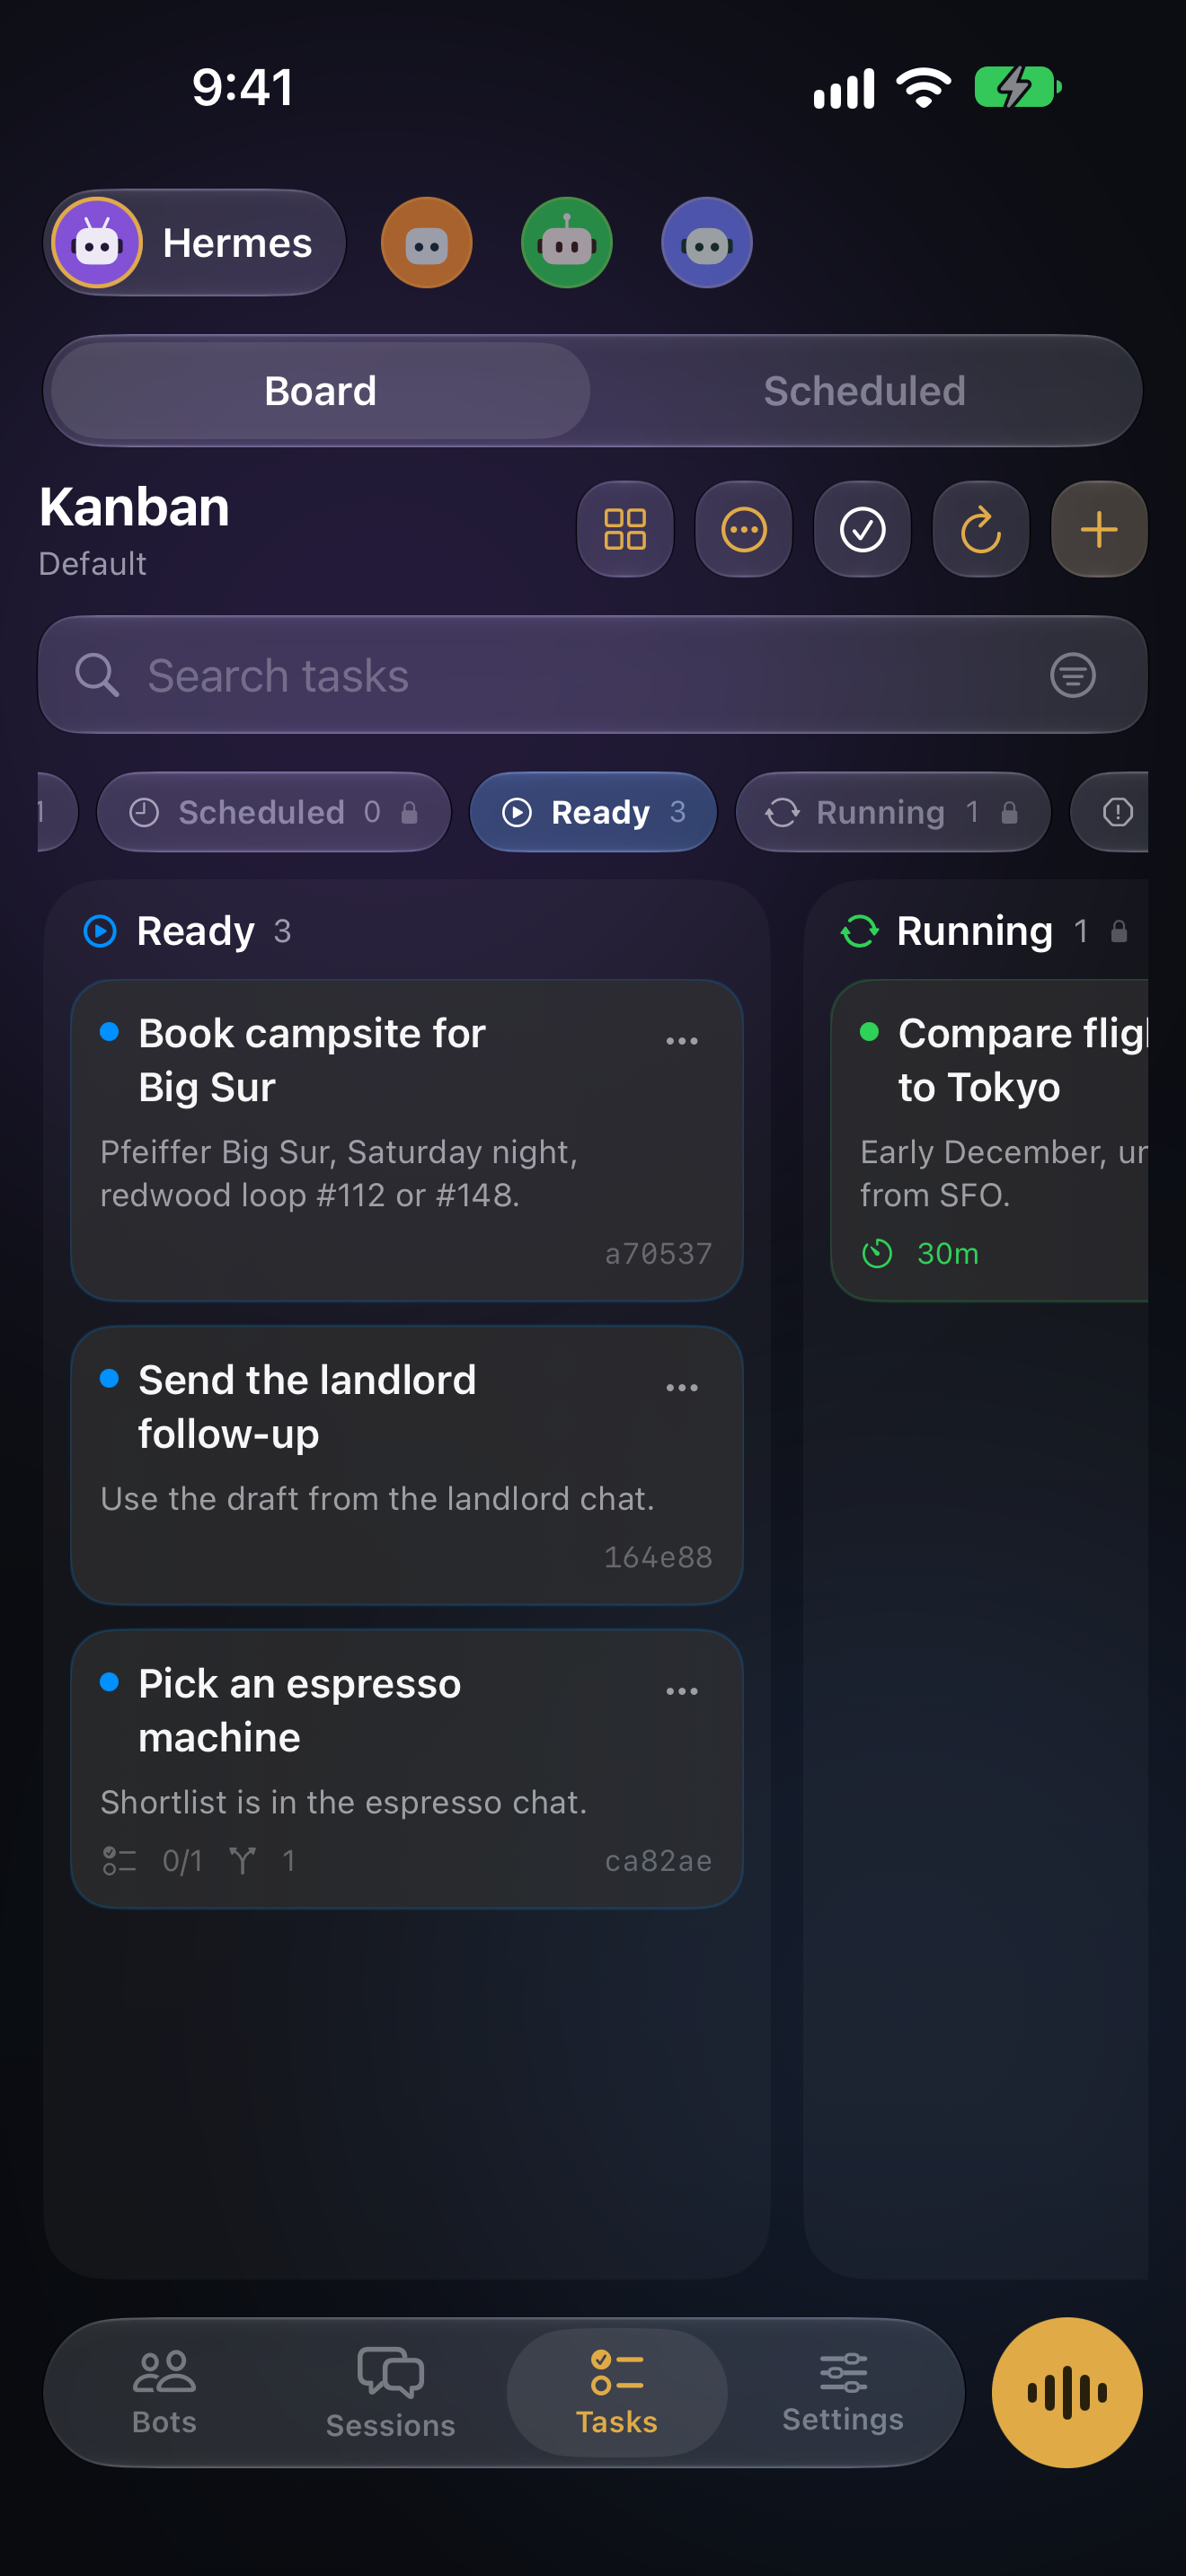 9:41
Hermes
Board
Scheduled
Kanban
Default
Search tasks
Scheduled 0
Ready 3
Running 1
Ready 3
Book campsite for
Big Sur
Pfeiffer Big Sur, Saturday night,
redwood loop #112 or #148.
a70537
Send the landlord
follow-up
Use the draft from the landlord chat.
164e88
Pick an espresso
machine
Shortlist is in the espresso chat.
0/1 1
ca82ae
Running 1
Compare
to Tokyo
Early December,
from SFO.
30m
Bots
Sessions
Tasks
Settings